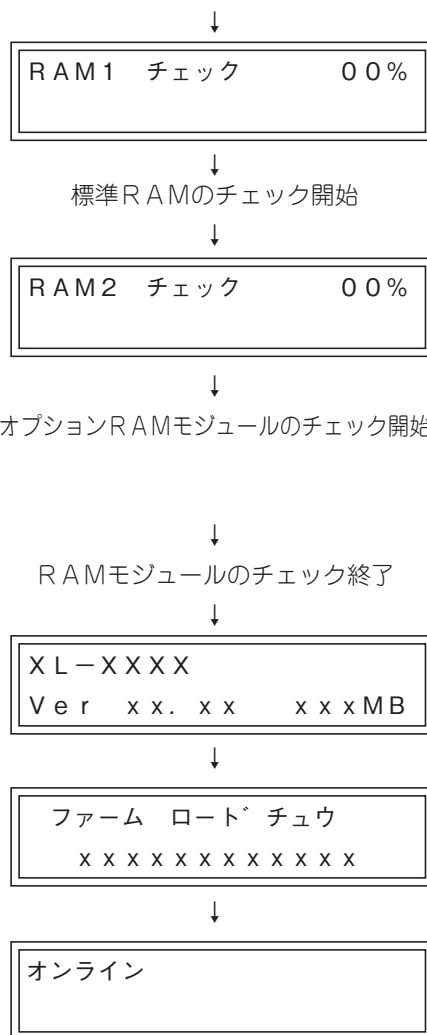 ↓
RAM1 チェック 00%
↓
標準RAMのチェック開始
↓
RAM2 チェック 00%
↓
オプションRAMモジュールのチェック開始
↓
RAMモジュールのチェック終了
↓
XL－XXXX
Ver xx.xx xxxMB
↓
ファーム ロード゛チュウ
xxxxxxxxxxxx
↓
オンライン